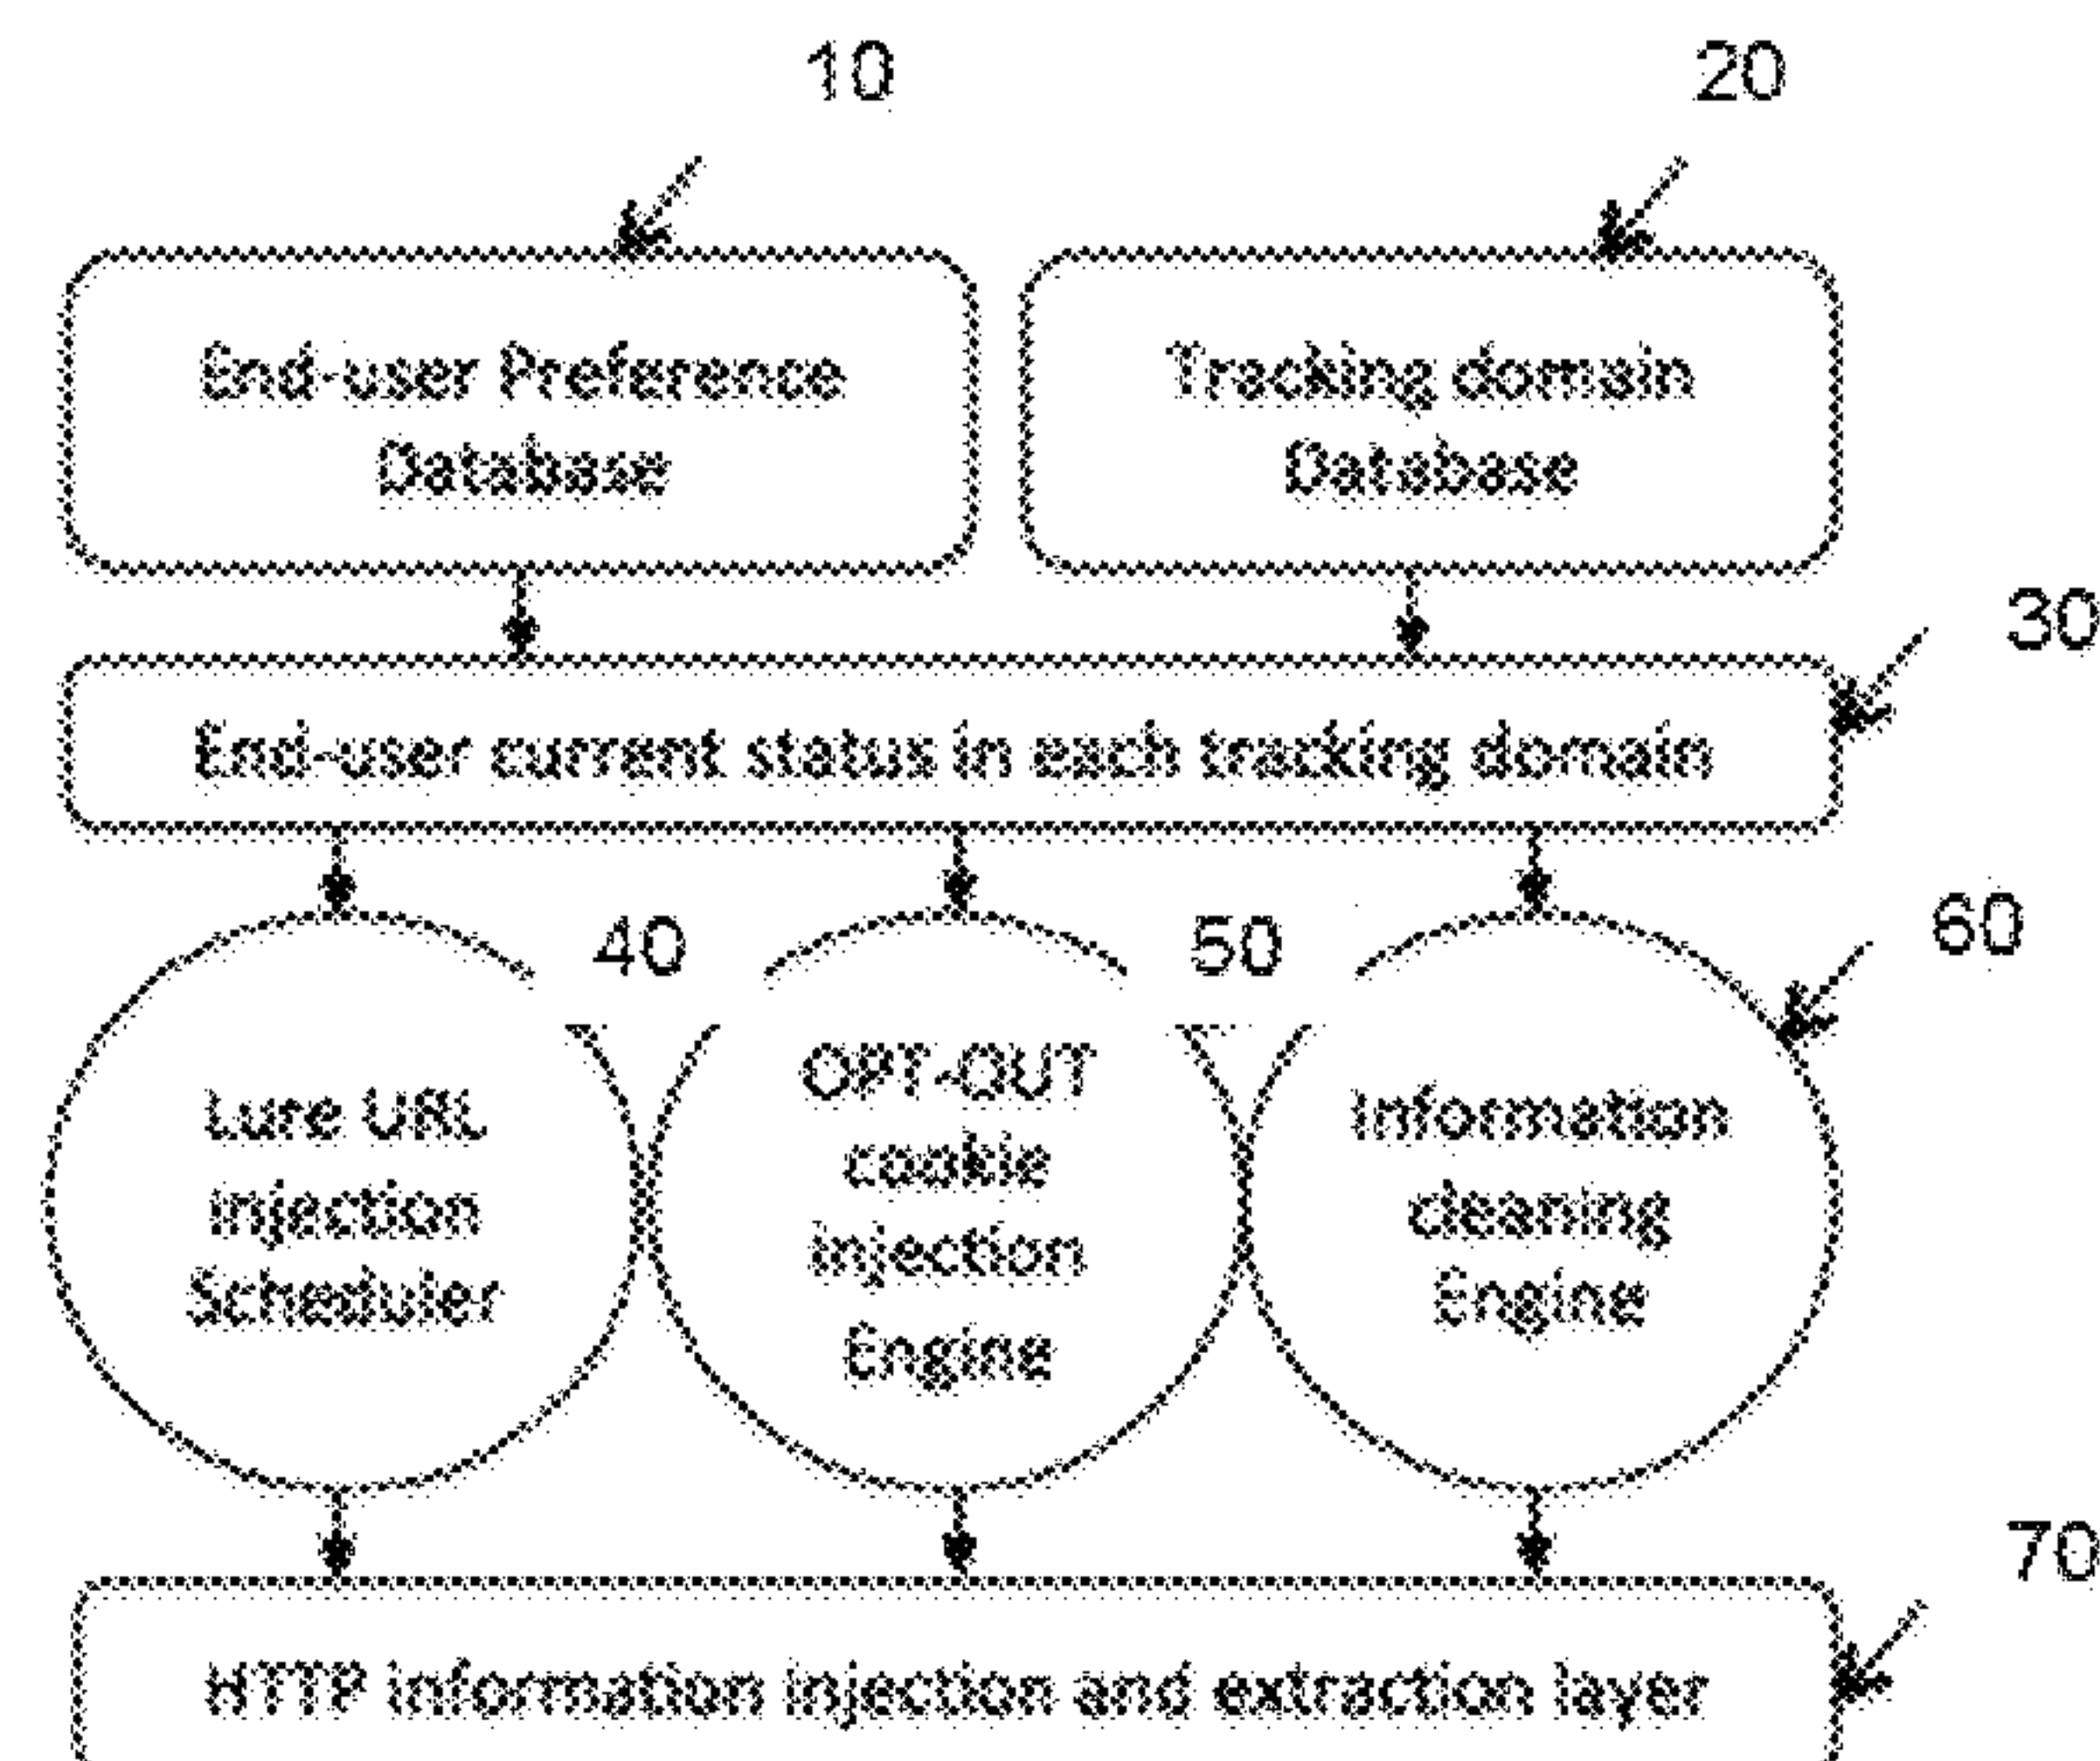 10
20
End-user Preference
Database
Tracking domain
Database
30
End-user current status in each tracking domain
40
50
60
Lure URL
injection
Scheduler
OPT-OUT
cookie
injection
Engine
Information
cleaning
Engine
70
HTTP information injection and extraction layer